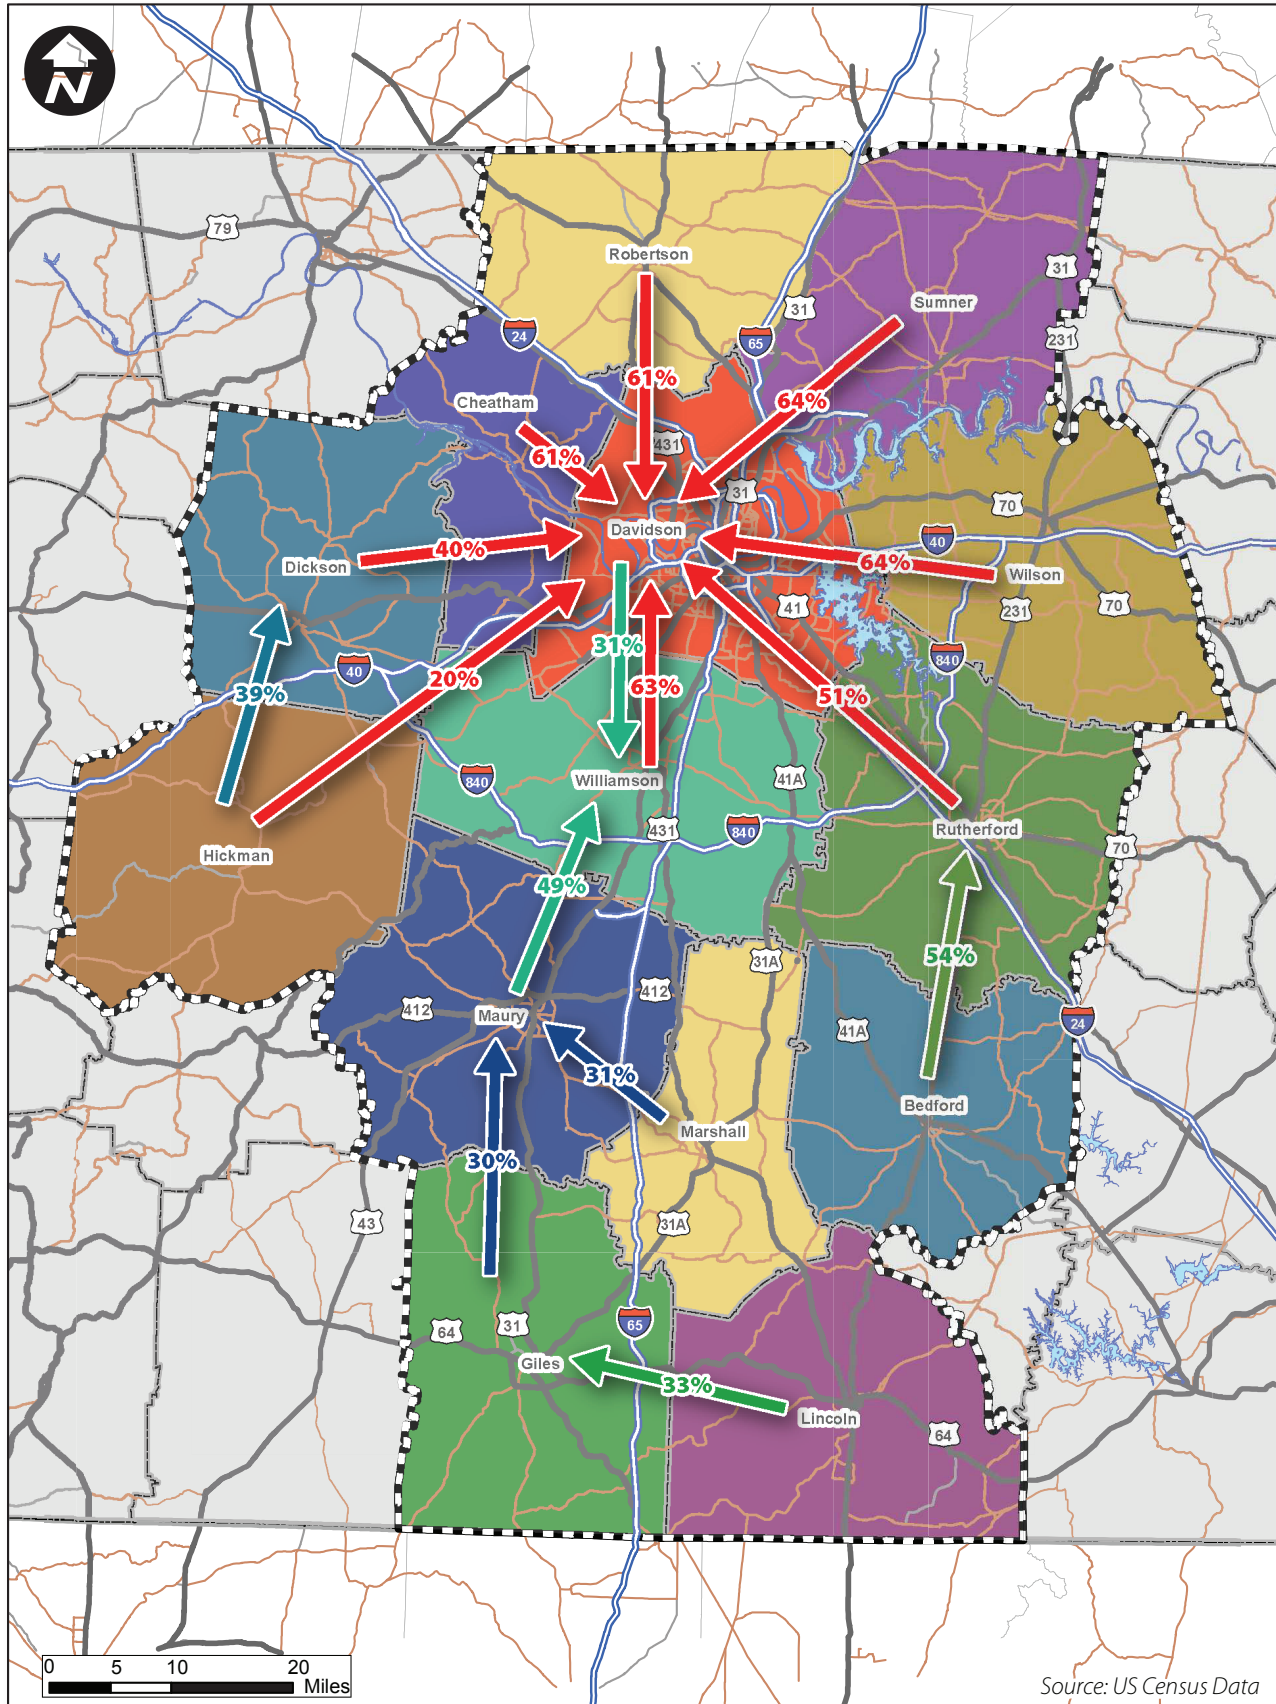 N
79
Robertson
31
Sumner
31
24
65
231
61%
Cheatham
64%
431
61%
31
70
Davidson
40
40%
64%
Dickson
Wilson
41
231
70
31%
840
40
20%
63%
39%
51%
840
Williamson
41A
431
840
Rutherford
70
Hickman
49%
54%
31A
412
412
Maury
24
41A
31%
Bedford
Marshall
30%
43
31A
64
31
65
Giles
33%
Lincoln
64
0 5 10 20
Miles
Source: US Census Data